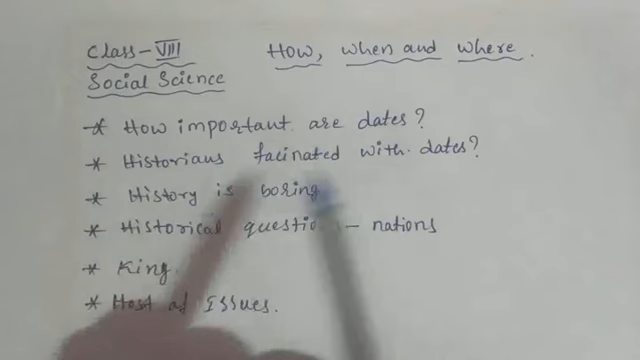 Class-VIII How, when and where.
Social Science
* How important are dates?
* Historians facinated with dates?
* History is boring
* Historical question - nations
* King.
* Host of Issues.